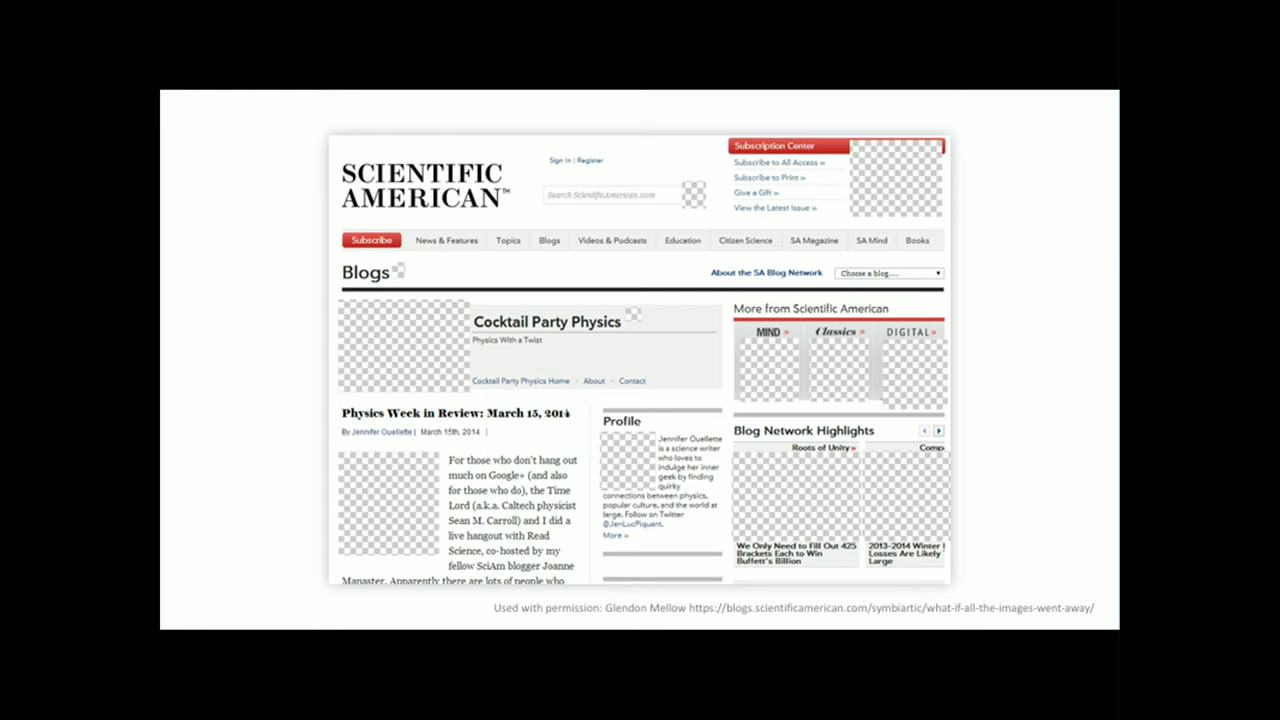 SCIENTIFIC
AMERICAN™
Sign In | Register
Search ScientificAmerican.com
Subscription Center
Subscribe to All Access »
Subscribe to Print »
Give a Gift »
View the Latest Issue »
Subscribe
News & Features
Topics
Blogs
Videos & Podcasts
Education
Citizen Science
SA Magazine
SA Mind
Books
Blogs
About the SA Blog Network
Choose a blog.....
Cocktail Party Physics
Physics With a Twist
Cocktail Party Physics Home · About · Contact
Physics Week in Review: March 15, 2014
By Jennifer Ouellette | March 15th, 2014 |
For those who don't hang out
much on Google+ (and also
for those who do), the Time
Lord (a.k.a. Caltech physicist
Sean M. Carroll) and I did a
live hangout with Read
Science, co-hosted by my
fellow SciAm blogger Joanne
Manaster. Apparently there are lots of people who
Profile
Jennifer Ouellette
is a science writer
who loves to
indulge her inner
geek by finding
quirky
connections between physics,
popular culture, and the world at
large. Follow on Twitter
@JenLucPiquant.
More »
More from Scientific American
MIND »
Classics »
DIGITAL »
Blog Network Highlights
Roots of Unity »
Comp
We Only Need to Fill Out 425
Brackets Each to Win
Buffett's Billion
2013-2014 Winter
Losses Are Likely
Large
Used with permission: Glendon Mellow https://blogs.scientificamerican.com/symbiartic/what-if-all-the-images-went-away/